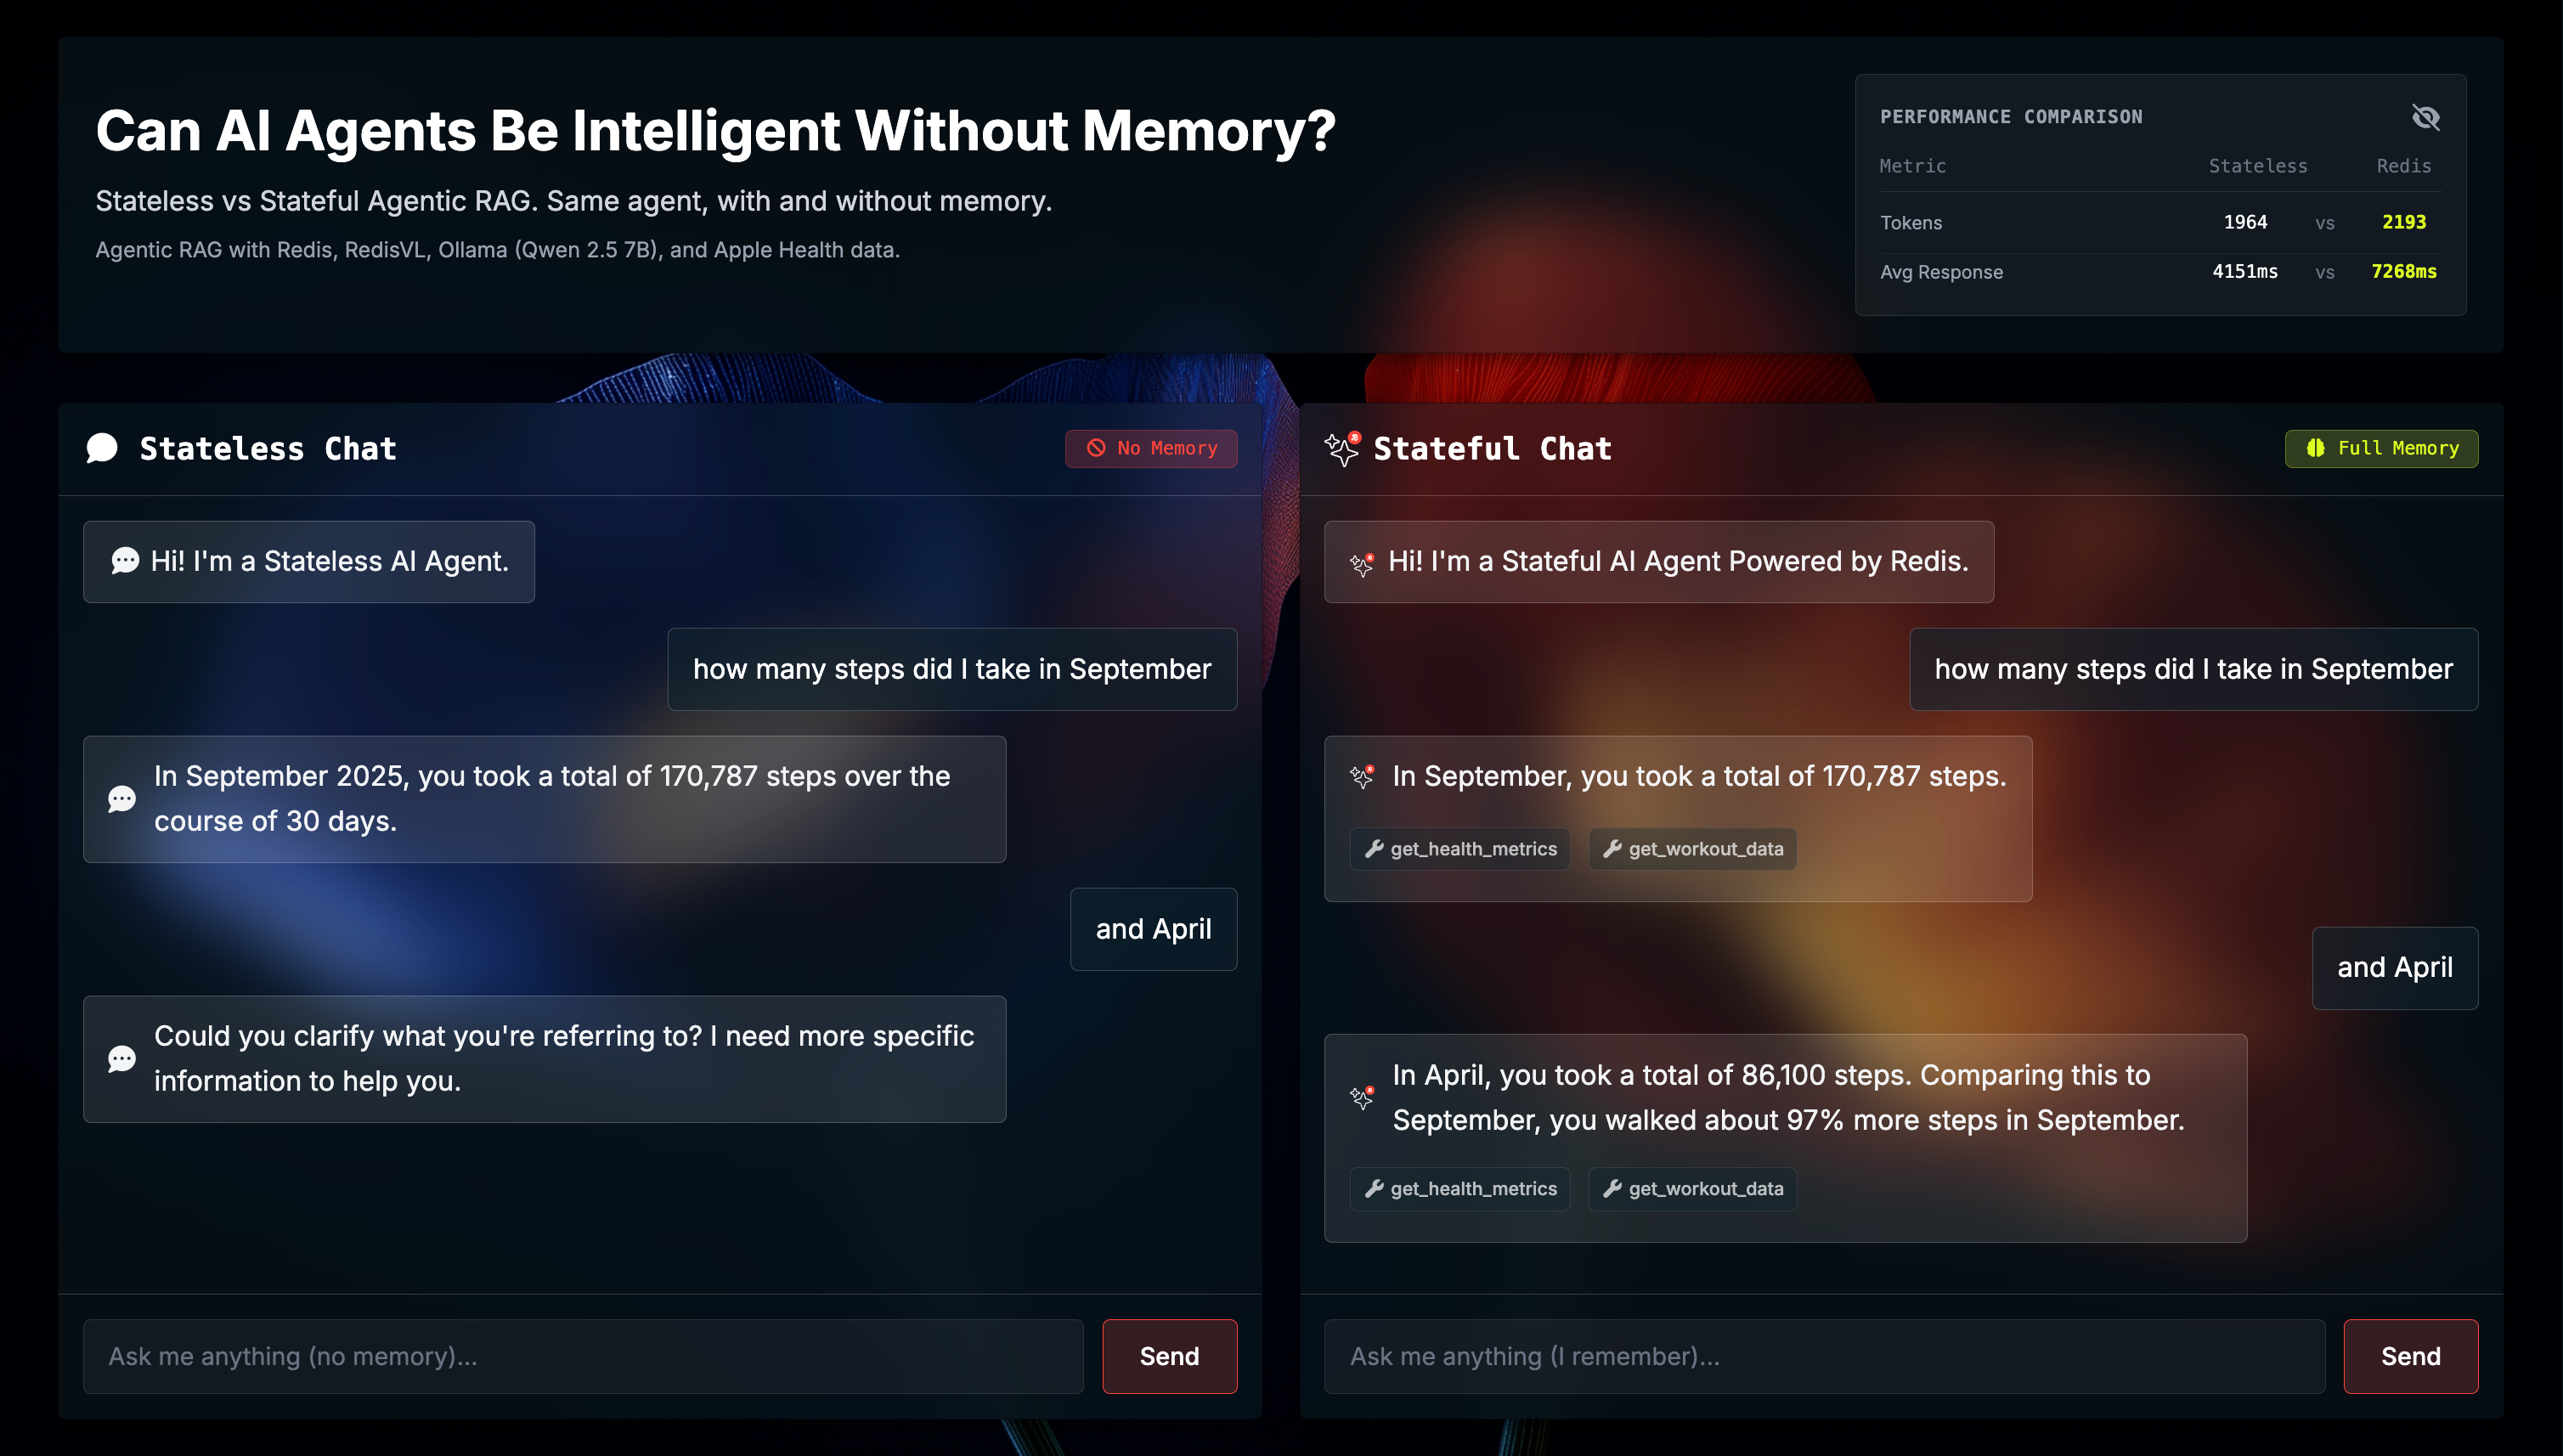 Can AI Agents Be Intelligent Without Memory?
Stateless vs Stateful Agentic RAG. Same agent, with and without memory.
Agentic RAG with Redis, RedisVL, Ollama (Qwen 2.5 7B), and Apple Health data.
PERFORMANCE COMPARISON
Metric Stateless Redis
Tokens 1964 vs 2193
Avg Response 4151ms vs 7268ms
Stateless Chat
No Memory
Hi! I'm a Stateless AI Agent.
how many steps did I take in September
In September 2025, you took a total of 170,787 steps over the
course of 30 days.
and April
Could you clarify what you're referring to? I need more specific
information to help you.
Ask me anything (no memory)...
Send
Stateful Chat
Full Memory
Hi! I'm a Stateful AI Agent Powered by Redis.
how many steps did I take in September
In September, you took a total of 170,787 steps.
get_health_metrics get_workout_data
and April
In April, you took a total of 86,100 steps. Comparing this to
September, you walked about 97% more steps in September.
get_health_metrics get_workout_data
Ask me anything (I remember)...
Send